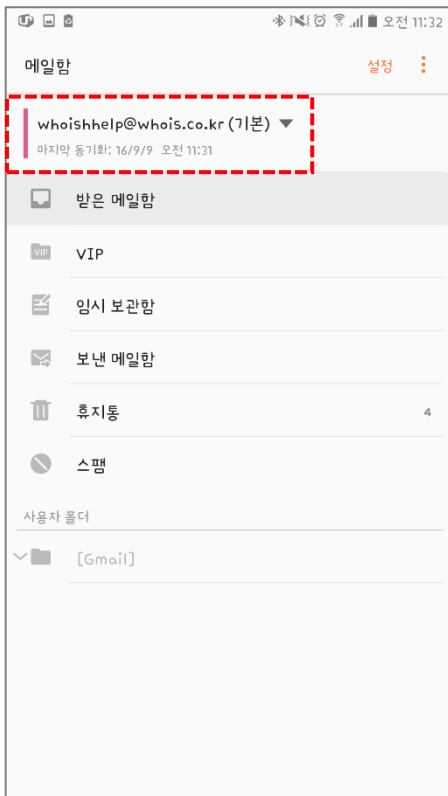 오전 11:32
메일함 설정
whoishhelp@whois.co.kr (기본)
마지막 동기화: 16/9/9 오전 11:31
받은 메일함
VIP VIP
임시 보관함
보낸 메일함
휴지통 4
스팸
사용자 폴더
[Gmail]